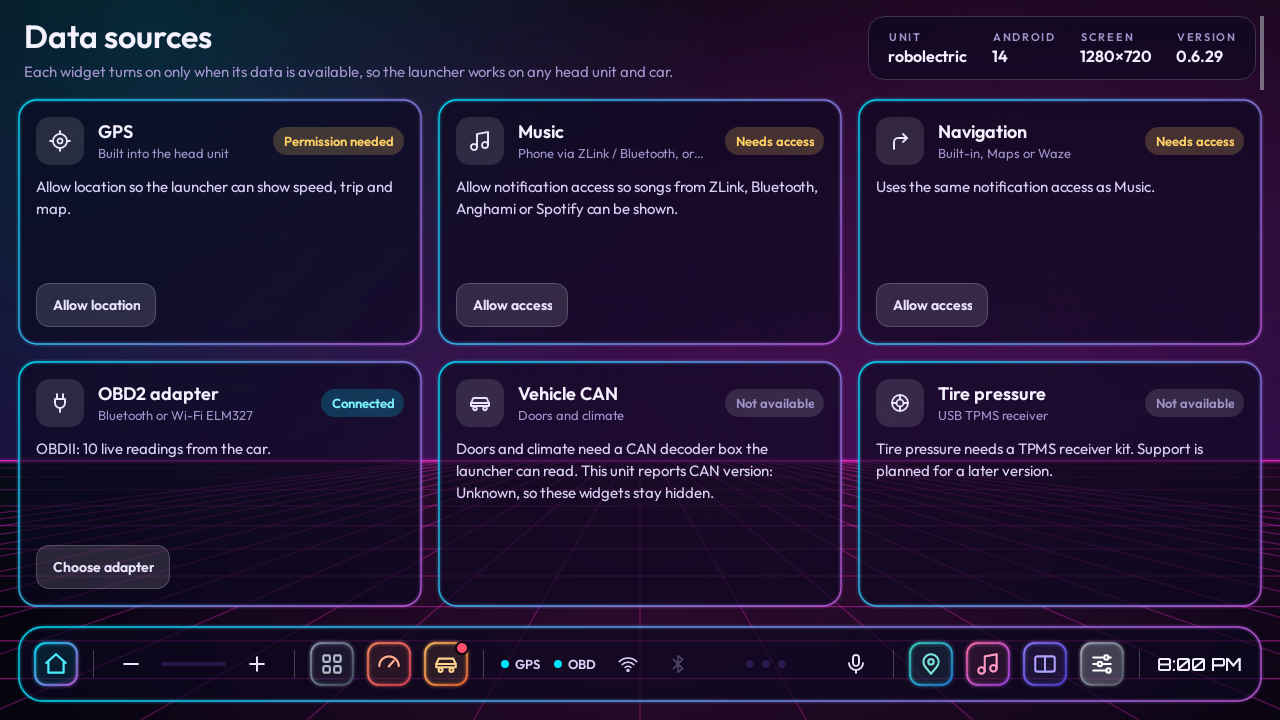 Data sources
Each widget turns on only when its data is available, so the launcher works on any head unit and car.
UNIT ANDROID SCREEN VERSION
robolectric 14 1280×720 0.6.29
GPS
Built into the head unit
Permission needed
Allow location so the launcher can show speed, trip and
map.
Allow location
Music
Phone via ZLink / Bluetooth, or…
Needs access
Allow notification access so songs from ZLink, Bluetooth,
Anghami or Spotify can be shown.
Allow access
Navigation
Built-in, Maps or Waze
Needs access
Uses the same notification access as Music.
Allow access
OBD2 adapter
Bluetooth or Wi-Fi ELM327
Connected
OBDII: 10 live readings from the car.
Choose adapter
Vehicle CAN
Doors and climate
Not available
Doors and climate need a CAN decoder box the
launcher can read. This unit reports CAN version:
Unknown, so these widgets stay hidden.
Tire pressure
USB TPMS receiver
Not available
Tire pressure needs a TPMS receiver kit. Support is
planned for a later version.
GPS OBD 8:00 PM